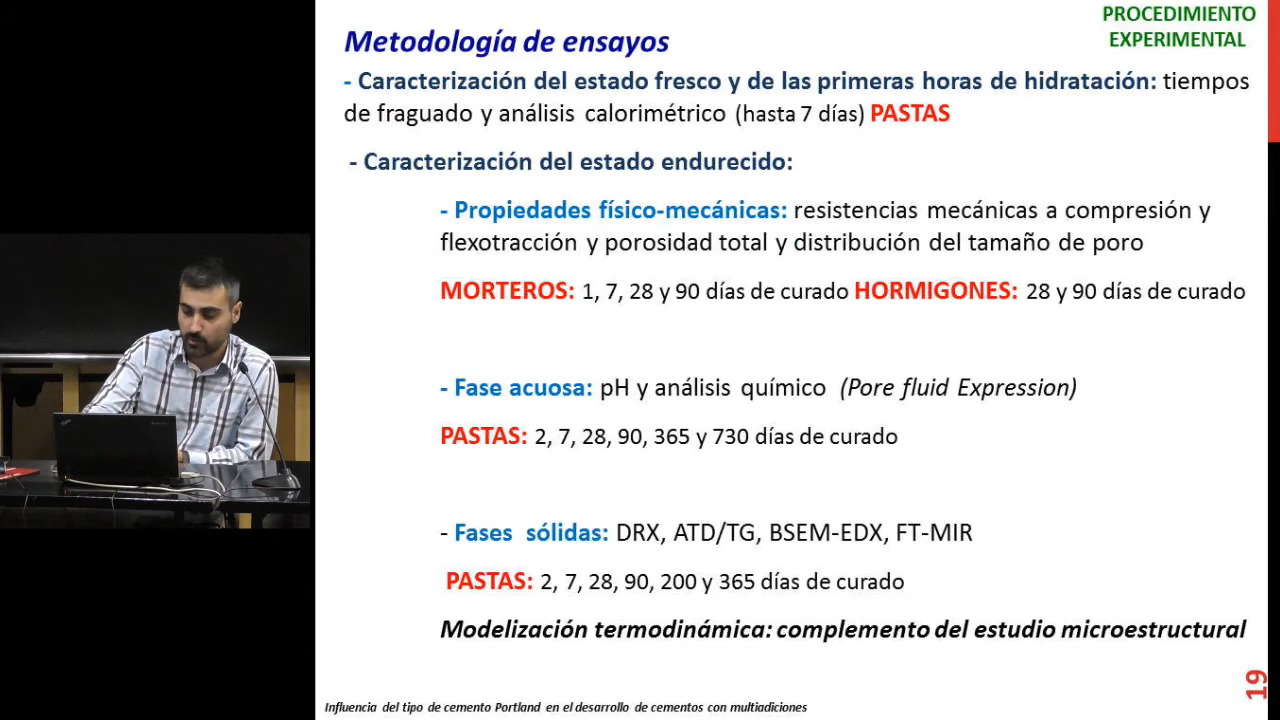 PROCEDIMIENTO
EXPERIMENTAL
Metodología de ensayos
- Caracterización del estado fresco y de las primeras horas de hidratación: tiempos
de fraguado y análisis calorimétrico (hasta 7 días) PASTAS
- Caracterización del estado endurecido:
- Propiedades físico-mecánicas: resistencias mecánicas a compresión y
flexotracción y porosidad total y distribución del tamaño de poro
MORTEROS: 1, 7, 28 y 90 días de curado HORMIGONES: 28 y 90 días de curado
- Fase acuosa: pH y análisis químico (Pore fluid Expression)
PASTAS: 2, 7, 28, 90, 365 y 730 días de curado
- Fases sólidas: DRX, ATD/TG, BSEM-EDX, FT-MIR
PASTAS: 2, 7, 28, 90, 200 y 365 días de curado
Modelización termodinámica: complemento del estudio microestructural
19
Influencia del tipo de cemento Portland en el desarrollo de cementos con multiadiciones